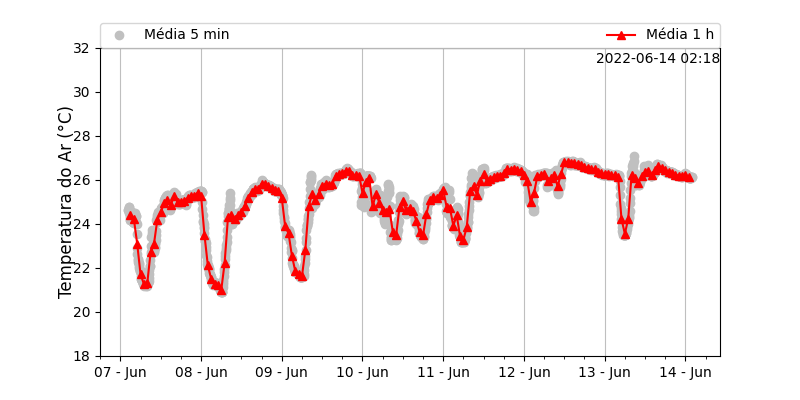 Média 5 min
Média 1 h
2022-06-14 02:18
Temperatura do Ar (°C)
32
30
28
26
24
22
20
18
07 - Jun
08 - Jun
09 - Jun
10 - Jun
11 - Jun
12 - Jun
13 - Jun
14 - Jun